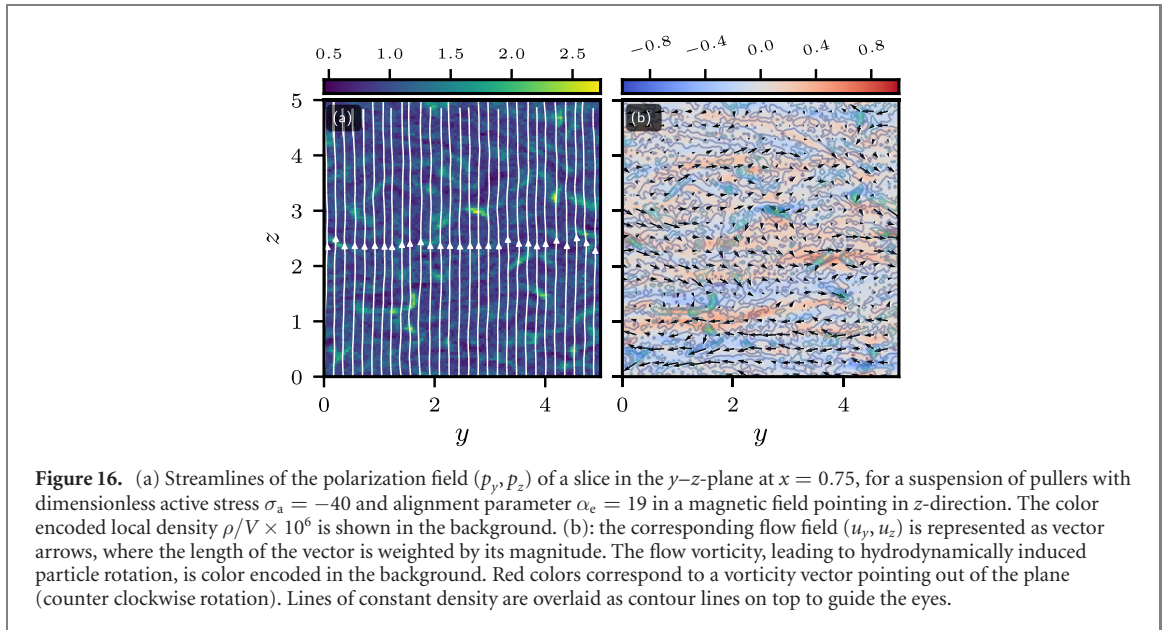 0.5 1.0 1.5 2.0 2.5
−0.8 −0.4 0.0 0.4 0.8
(a)
(b)
5
4
3
2
1
0
z
0 2 4
0 2 4
y
y
Figure 16. (a) Streamlines of the polarization field (p_y, p_z) of a slice in the y–z-plane at x = 0.75, for a suspension of pullers with
dimensionless active stress σ_a = −40 and alignment parameter α_e = 19 in a magnetic field pointing in z-direction. The color
encoded local density ρ/V × 10^6 is shown in the background. (b): the corresponding flow field (u_y, u_z) is represented as vector
arrows, where the length of the vector is weighted by its magnitude. The flow vorticity, leading to hydrodynamically induced
particle rotation, is color encoded in the background. Red colors correspond to a vorticity vector pointing out of the plane
(counter clockwise rotation). Lines of constant density are overlaid as contour lines on top to guide the eyes.